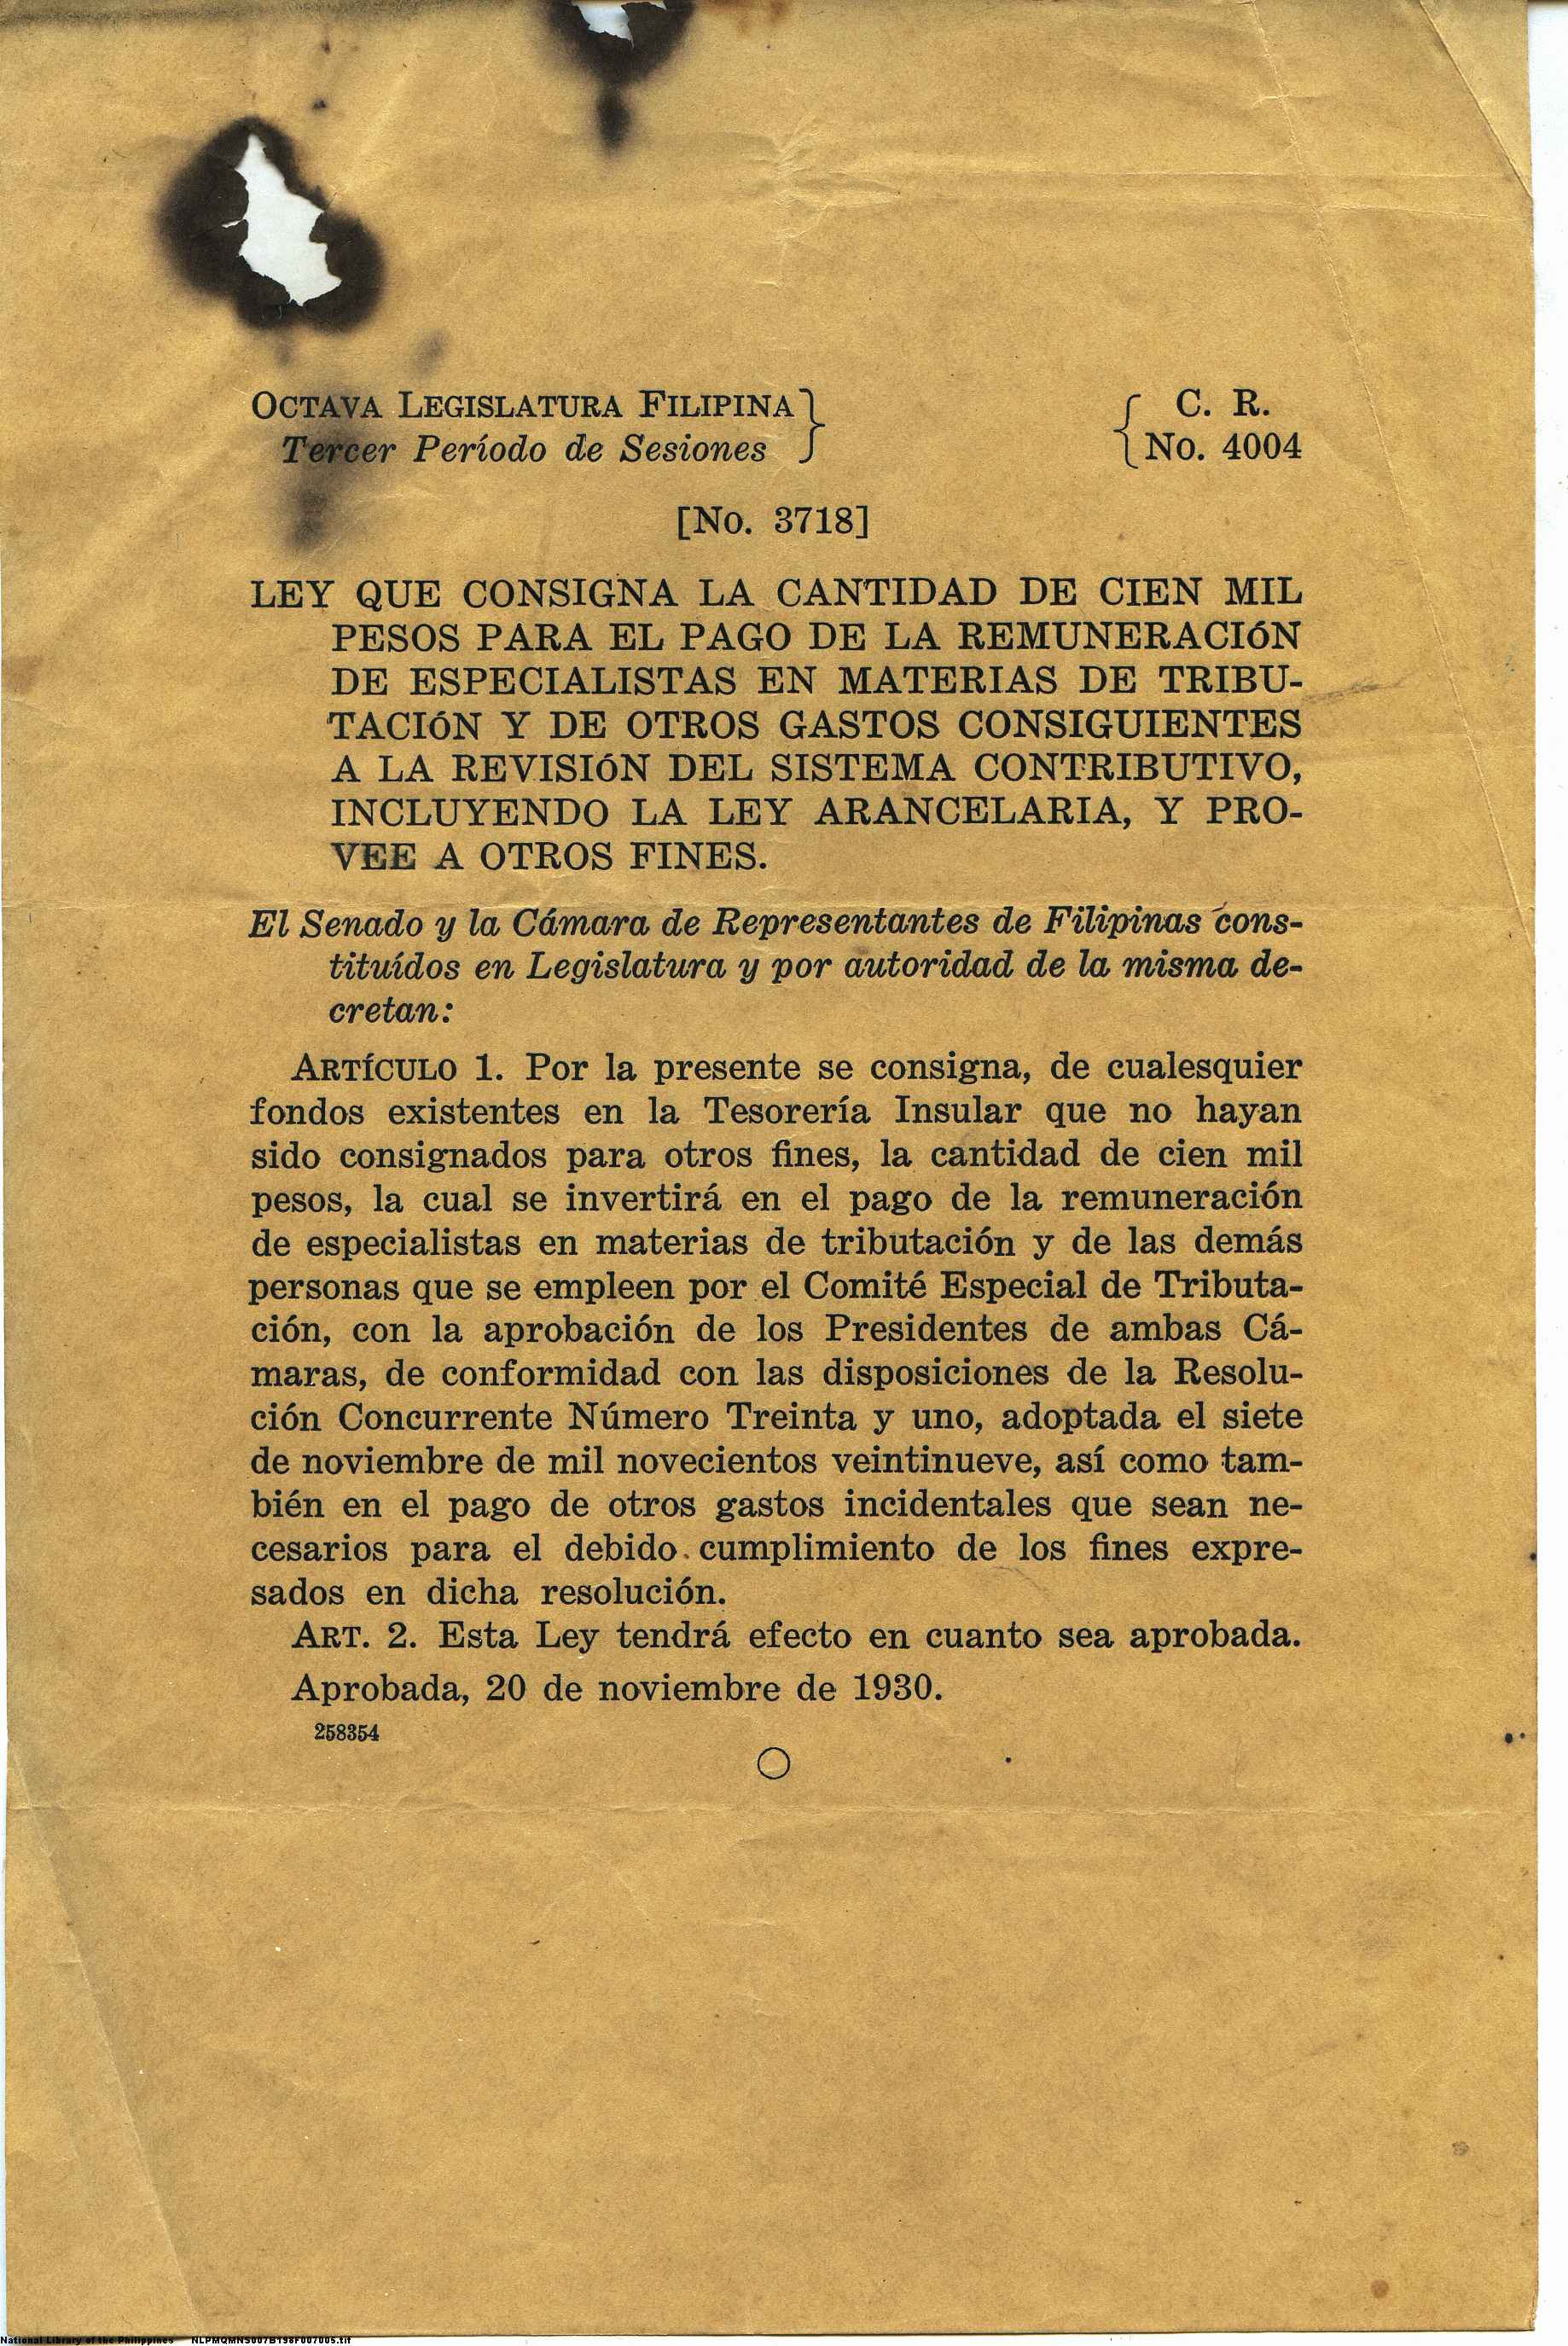 OCTAVA LEGISLATURA FILIPINA
Tercer Período de Sesiones
C. R.
No. 4004
[No. 3718]
LEY QUE CONSIGNA LA CANTIDAD DE CIEN MIL
PESOS PARA EL PAGO DE LA REMUNERACIÓN
DE ESPECIALISTAS EN MATERIAS DE TRIBU-
TACIÓN Y DE OTROS GASTOS CONSIGUIENTES
A LA REVISIÓN DEL SISTEMA CONTRIBUTIVO,
INCLUYENDO LA LEY ARANCELARIA, Y PRO-
VEE A OTROS FINES.
El Senado y la Cámara de Representantes de Filipinas cons-
tituídos en Legislatura y por autoridad de la misma de-
cretan:
ARTÍCULO 1. Por la presente se consigna, de cualesquier
fondos existentes en la Tesorería Insular que no hayan
sido consignados para otros fines, la cantidad de cien mil
pesos, la cual se invertirá en el pago de la remuneración
de especialistas en materias de tributación y de las demás
personas que se empleen por el Comité Especial de Tributa-
ción, con la aprobación de los Presidentes de ambas Cá-
maras, de conformidad con las disposiciones de la Resolu-
ción Concurrente Número Treinta y uno, adoptada el siete
de noviembre de mil novecientos veintinueve, así como tam-
bién en el pago de otros gastos incidentales que sean ne-
cesarios para el debido cumplimiento de los fines expre-
sados en dicha resolución.
ART. 2. Esta Ley tendrá efecto en cuanto sea aprobada.
Aprobada, 20 de noviembre de 1930.
258354
National Library of the Philippines NLPMQMNS007B198F007005.tif